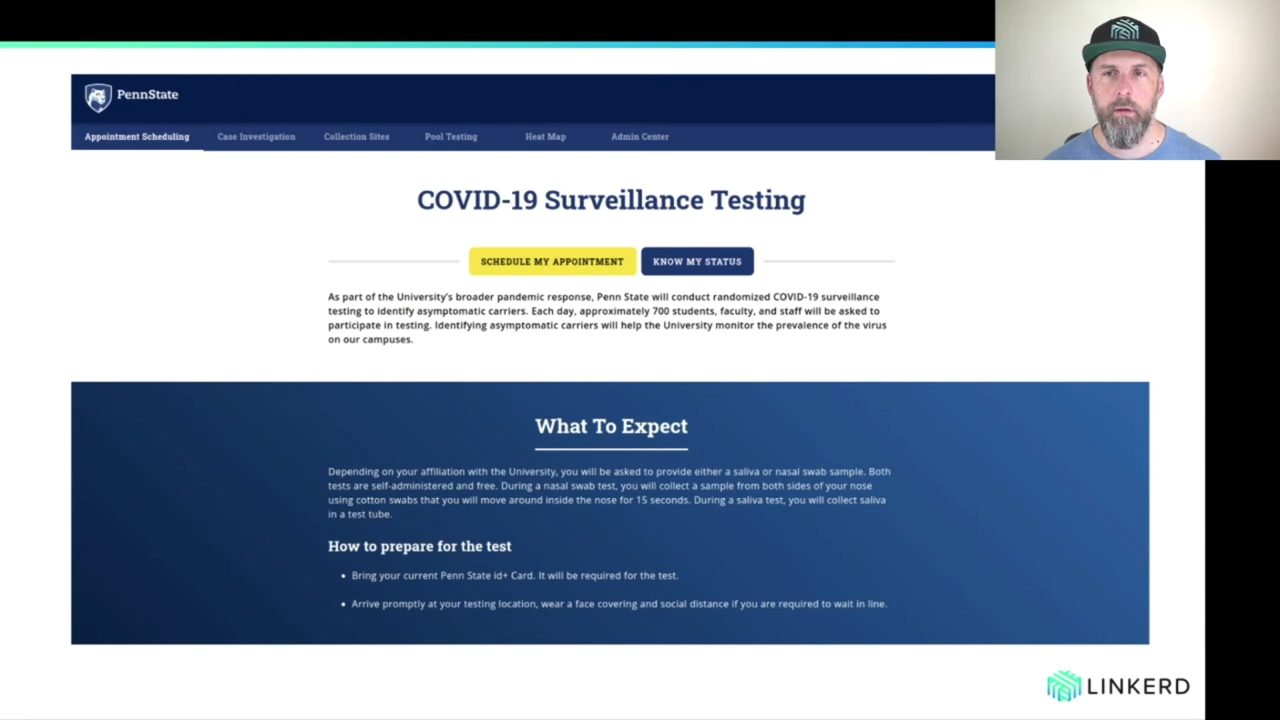 PennState
Appointment Scheduling
Case Investigation
Collection Sites
Pool Testing
Heat Map
Admin Center
COVID-19 Surveillance Testing
SCHEDULE MY APPOINTMENT
KNOW MY STATUS
As part of the University's broader pandemic response, Penn State will conduct randomized COVID-19 surveillance
testing to identify asymptomatic carriers. Each day, approximately 700 students, faculty, and staff will be asked to
participate in testing. Identifying asymptomatic carriers will help the University monitor the prevalence of the virus
on our campuses.
What To Expect
Depending on your affiliation with the University, you will be asked to provide either a saliva or nasal swab sample. Both
tests are self-administered and free. During a nasal swab test, you will collect a sample from both sides of your nose
using cotton swabs that you will move around inside the nose for 15 seconds. During a saliva test, you will collect saliva
in a test tube.
How to prepare for the test
• Bring your current Penn State id+ Card. It will be required for the test.
• Arrive promptly at your testing location, wear a face covering and social distance if you are required to wait in line.
LINKERD